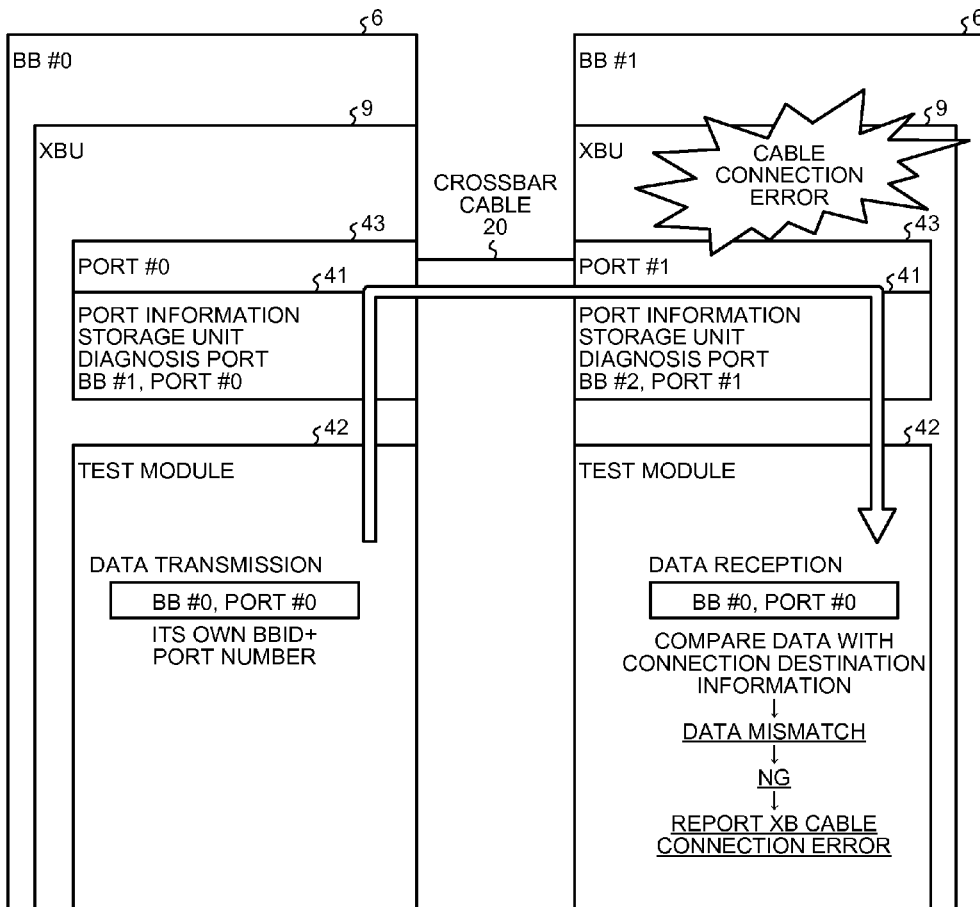 6
BB #0
9
XBU
43
PORT #0
41
PORT INFORMATION
STORAGE UNIT
DIAGNOSIS PORT
BB #1, PORT #0
42
TEST MODULE
DATA TRANSMISSION
BB #0, PORT #0
ITS OWN BBID+
PORT NUMBER
CROSSBAR
CABLE
20
6
BB #1
9
XBU
CABLE
CONNECTION
ERROR
43
PORT #1
41
PORT INFORMATION
STORAGE UNIT
DIAGNOSIS PORT
BB #2, PORT #1
42
TEST MODULE
DATA RECEPTION
BB #0, PORT #0
COMPARE DATA WITH
CONNECTION DESTINATION
INFORMATION
↓
DATA MISMATCH
↓
NG
↓
REPORT XB CABLE
CONNECTION ERROR